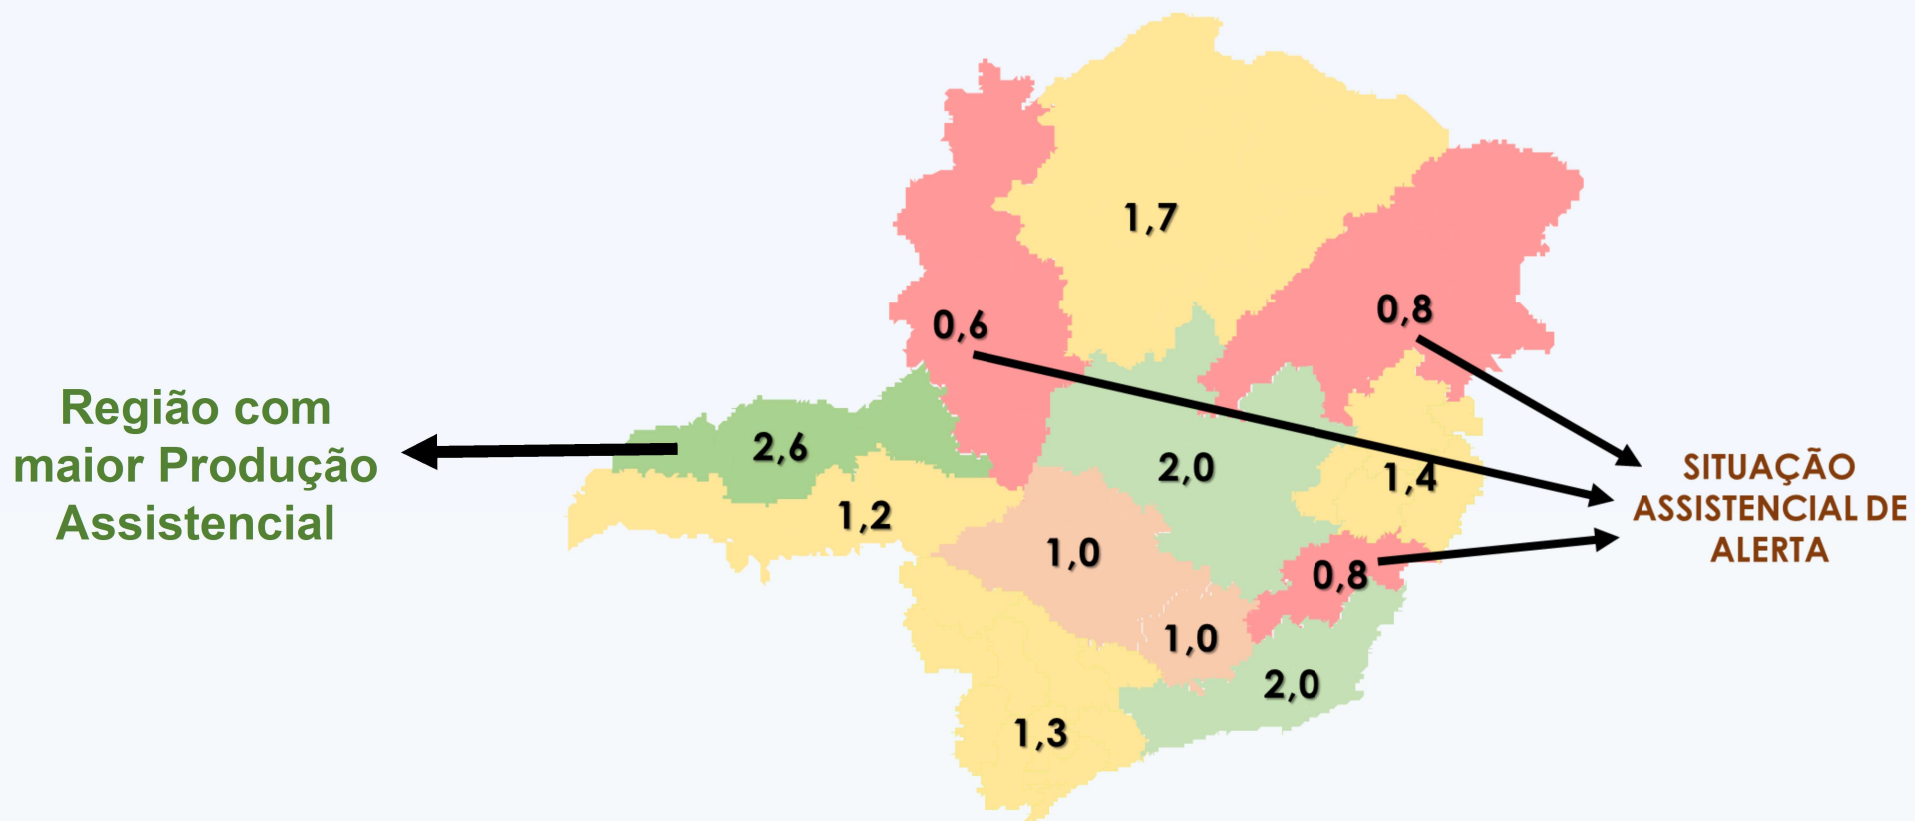 1,7
0,6
0,8
Região com
maior Produção
Assistencial
2,6
2,0
1,4
SITUAÇÃO
ASSISTENCIAL DE
ALERTA
1,2
1,0
0,8
1,0
2,0
1,3